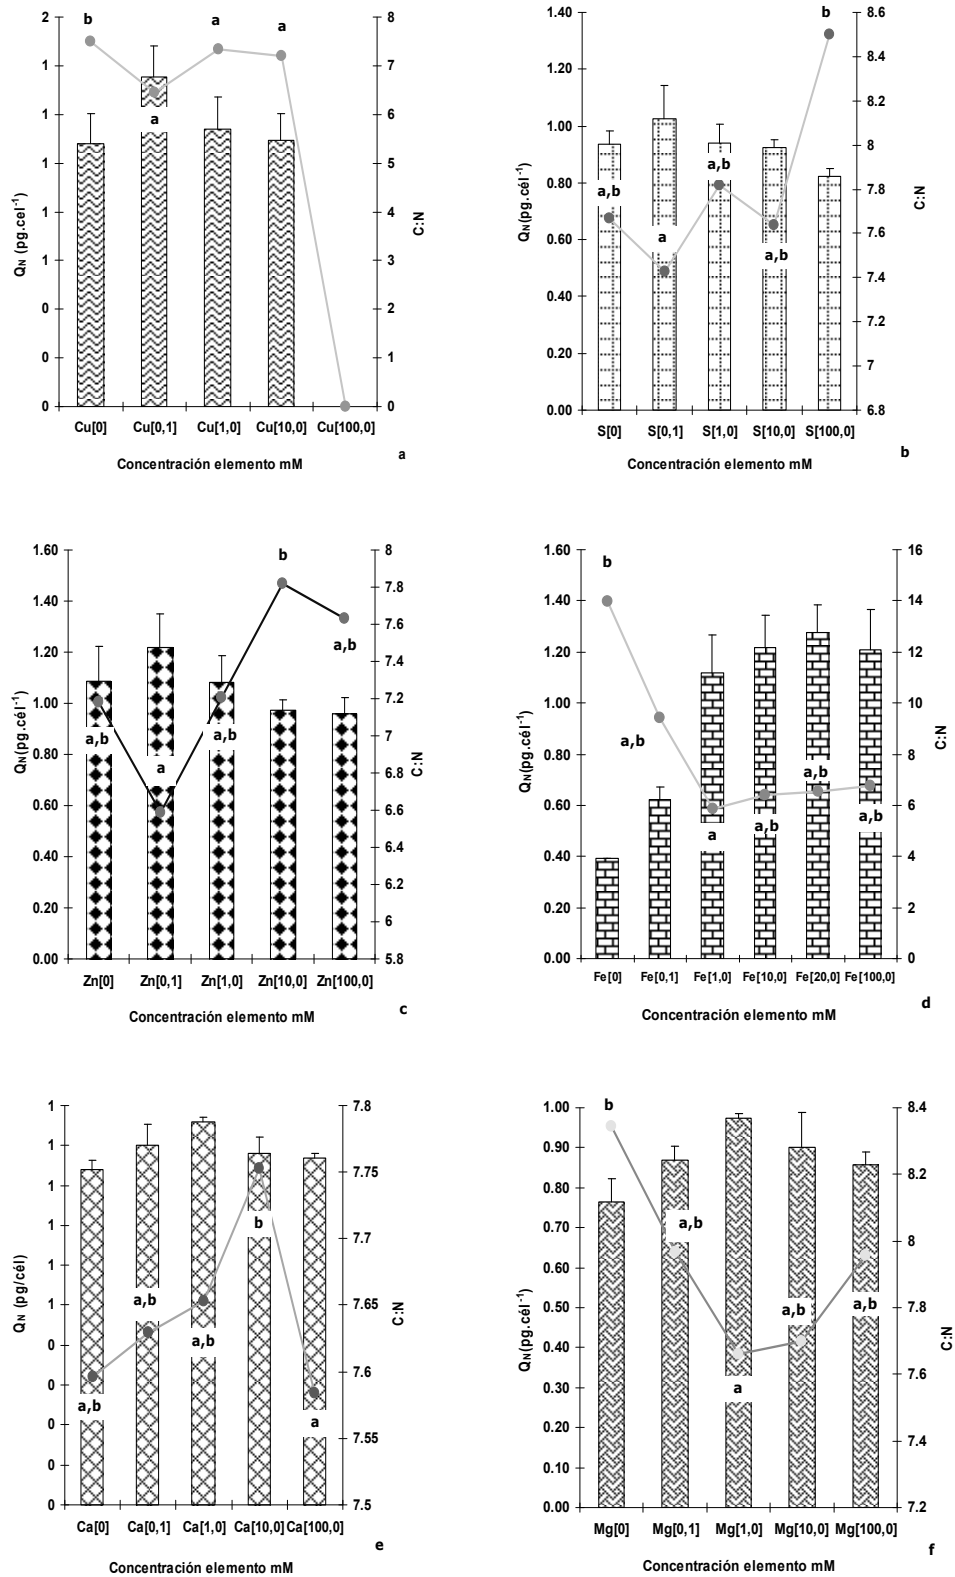 2
1
1
1
1
1
0
0
0
8
7
6
5
4
3
2
1
0
b
a
a
a
Q_N (pg.cel⁻¹)
C:N
Cu[0] Cu[0,1] Cu[1,0] Cu[10,0] Cu[100,0]
Concentración elemento mM
a
1.40
1.20
1.00
0.80
0.60
0.40
0.20
0.00
8.6
8.4
8.2
8
7.8
7.6
7.4
7.2
7
6.8
b
a,b
a,b
a
a,b
Q_N(pg.cél⁻¹)
C:N
S[0] S[0,1] S[1,0] S[10,0] S[100,0]
Concentración elemento mM
b
1.60
1.40
1.20
1.00
0.80
0.60
0.40
0.20
0.00
8
7.8
7.6
7.4
7.2
7
6.8
6.6
6.4
6.2
6
5.8
b
a,b
a,b
a,b
a
Q_N(pg.cél⁻¹)
C:N
Zn[0] Zn[0,1] Zn[1,0] Zn[10,0] Zn[100,0]
Concentración elemento mM
c
1.60
1.40
1.20
1.00
0.80
0.60
0.40
0.20
0.00
16
14
12
10
8
6
4
2
0
b
a,b
a
a,b
a,b
a,b
Q_N(pg.cél⁻¹)
C:N
Fe[0] Fe[0,1] Fe[1,0] Fe[10,0] Fe[20,0] Fe[100,0]
Concentración elemento mM
d
1
1
1
1
1
1
0
0
0
0
0
7.8
7.75
7.7
7.65
7.6
7.55
7.5
b
a,b
a,b
a,b
a
Q_N (pg/cél)
C:N
Ca[0] Ca[0,1] Ca[1,0] Ca[10,0] Ca[100,0]
Concentración elemento mM
e
1.00
0.90
0.80
0.70
0.60
0.50
0.40
0.30
0.20
0.10
0.00
8.4
8.2
8
7.8
7.6
7.4
7.2
b
a,b
a
a,b
a,b
Q_N(pg.cél⁻¹)
C:N
Mg[0] Mg[0,1] Mg[1,0] Mg[10,0] Mg[100,0]
Concentración elemento mM
f